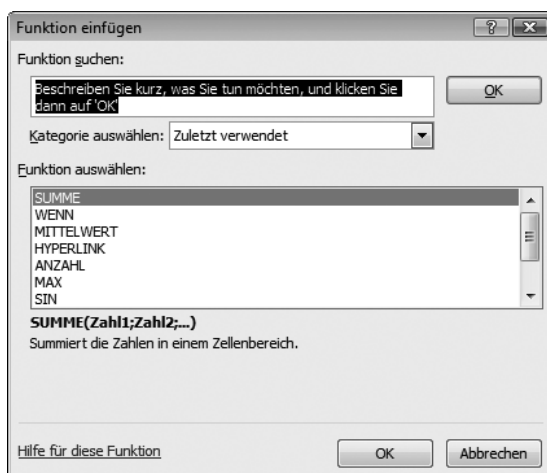 Funktion einfügen
Funktion suchen:
Beschreiben Sie kurz, was Sie tun möchten, und klicken Sie
dann auf 'OK'
OK
Kategorie auswählen: Zuletzt verwendet
Funktion auswählen:
SUMME
WENN
MITTELWERT
HYPERLINK
ANZAHL
MAX
SIN
SUMME(Zahl1;Zahl2;...)
Summiert die Zahlen in einem Zellenbereich.
Hilfe für diese Funktion OK Abbrechen